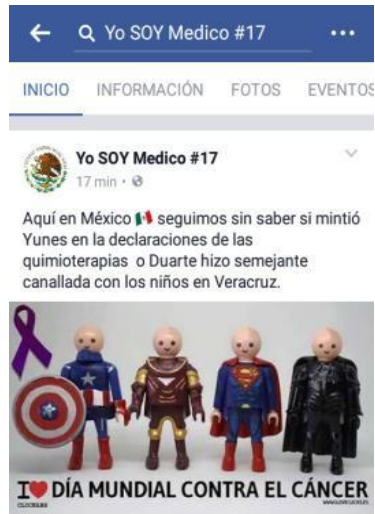 Yo SOY Medico #17
INICIO INFORMACIÓN FOTOS EVENTOS
Yo SOY Medico #17
17 min
Aquí en México seguimos sin saber si mintió
Yunes en la declaraciones de las
quimioterapias o Duarte hizo semejante
canallada con los niños en Veracruz.
I DÍA MUNDIAL CONTRA EL CÁNCER